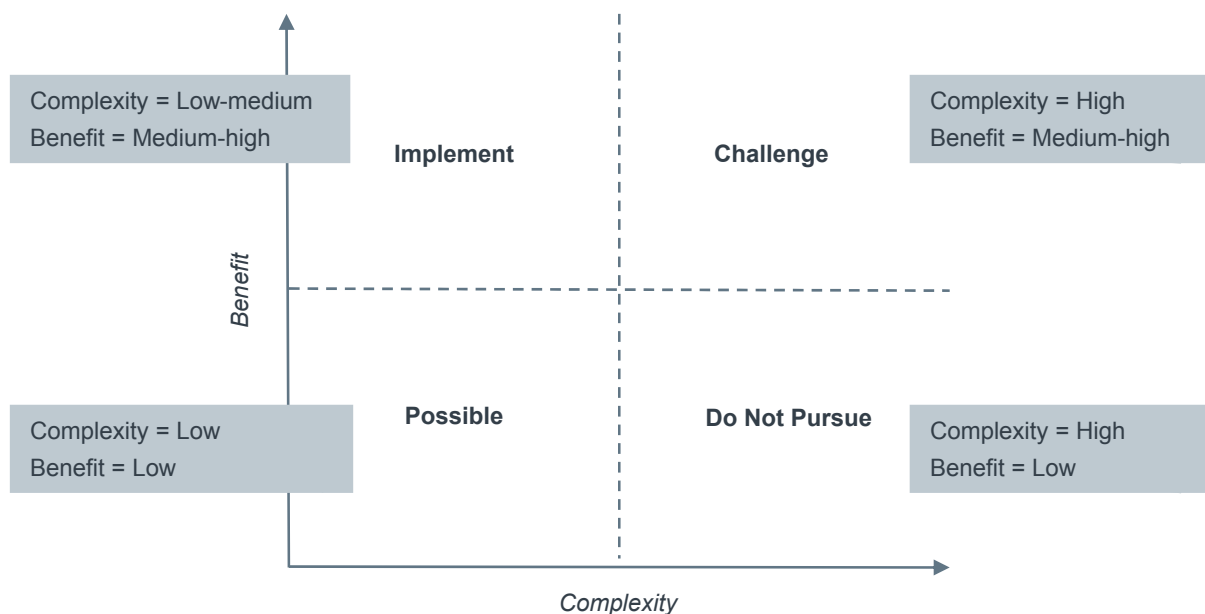 Complexity = Low-medium
Benefit = Medium-high
Implement
Challenge
Complexity = High
Benefit = Medium-high
Benefit
Complexity = Low
Benefit = Low
Possible
Do Not Pursue
Complexity = High
Benefit = Low
Complexity